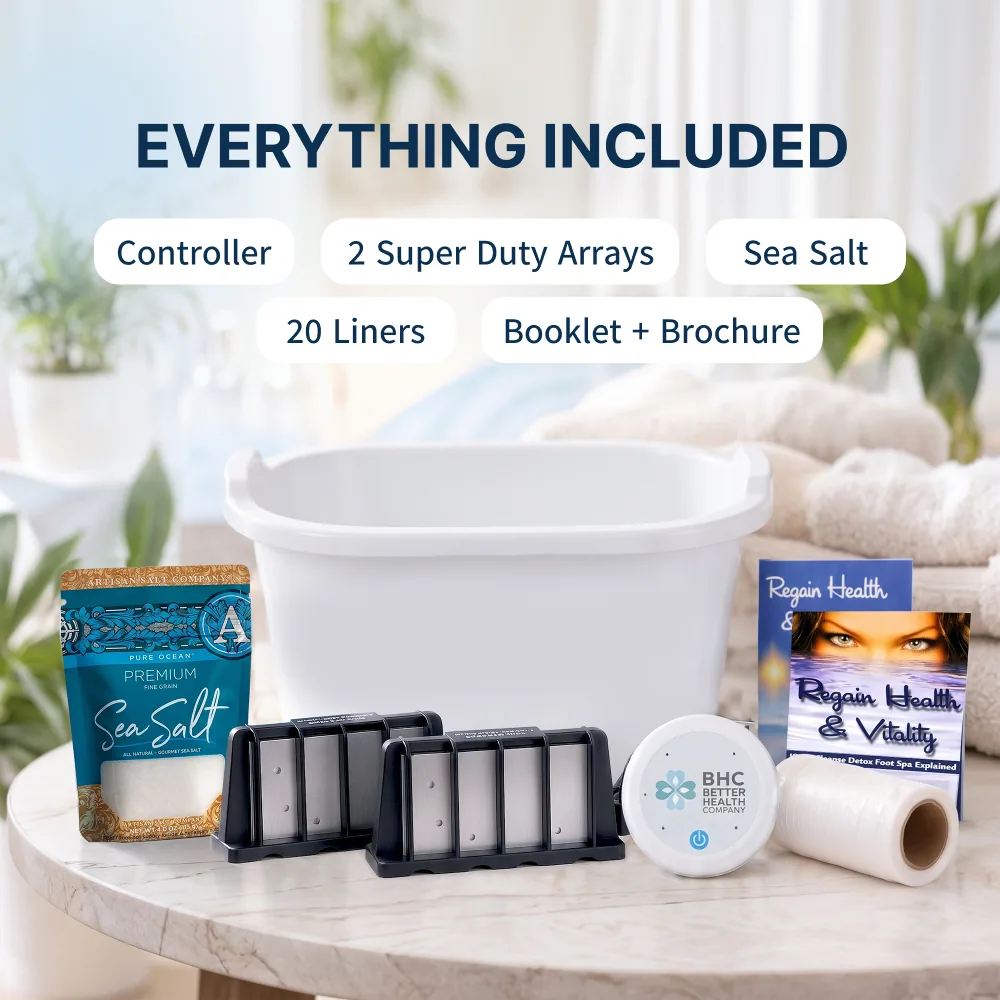 EVERYTHING INCLUDED
Controller
2 Super Duty Arrays
Sea Salt
20 Liners
Booklet + Brochure
ARTISAN SALT COMPANY
A
PURE OCEAN
PREMIUM
FINE GRAIN
Sea Salt
ALL NATURAL - GOURMET SEA SALT
Regain Health
&
Regain Health
& Vitality
Detox Foot Spa Explained
BHC
BETTER
HEALTH
COMPANY